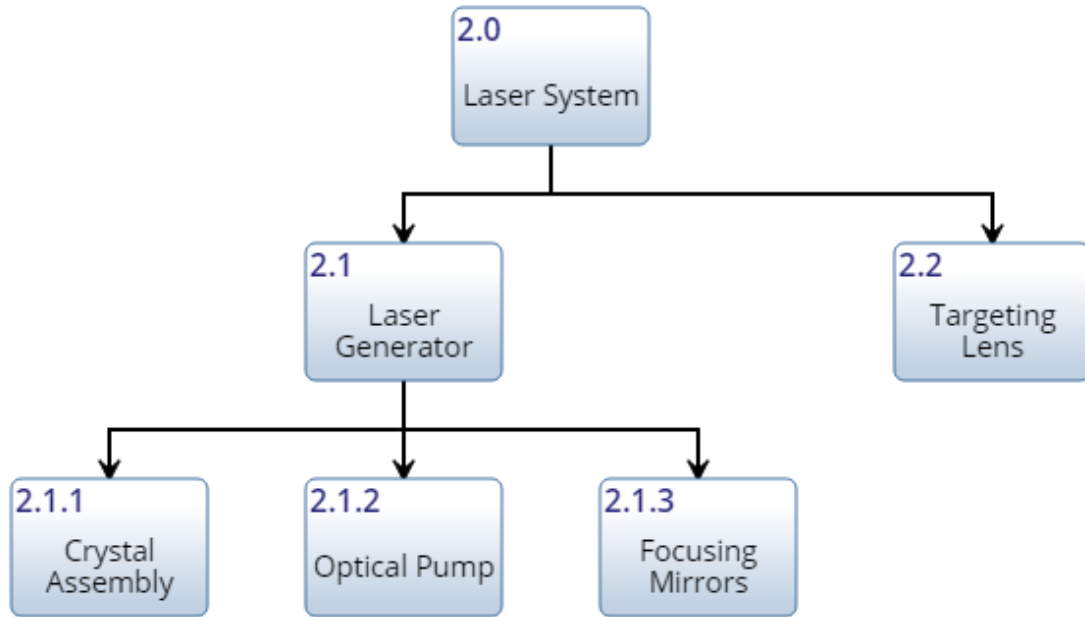 2.0
Laser System
2.1
Laser
Generator
2.2
Targeting
Lens
2.1.1
Crystal
Assembly
2.1.2
Optical Pump
2.1.3
Focusing
Mirrors